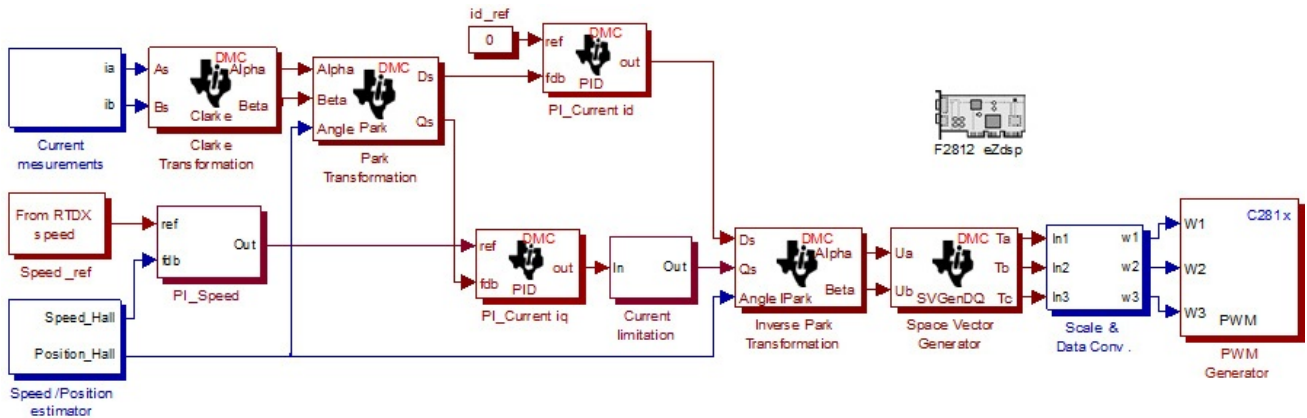 id_ref
0
ref
DMC
fdb
out
PID
PI_Current id
ia
ib
Current
mesurements
As
Bs
DMC
Alpha
Beta
Clarke
Clarke
Transformation
Alpha
Beta
Angle
DMC
Ds
Qs
Park
Park
Transformation
F2812 eZdsp
From RTDX
speed
Speed _ref
ref
fdb
Out
PI_Speed
ref
fdb
DMC
out
PID
PI_Current iq
In
Out
Current
limitation
Ds
Qs
Angle IPark
DMC
Alpha
Beta
Inverse Park
Transformation
Ua
Ub
DMC
Ta
Tb
Tc
SVGenDQ
Space Vector
Generator
In1
In2
In3
w1
w2
w3
Scale &
Data Conv .
C281x
W1
W2
W3
PWM
PWM
Generator
Speed_Hall
Position_Hall
Speed /Position
estimator